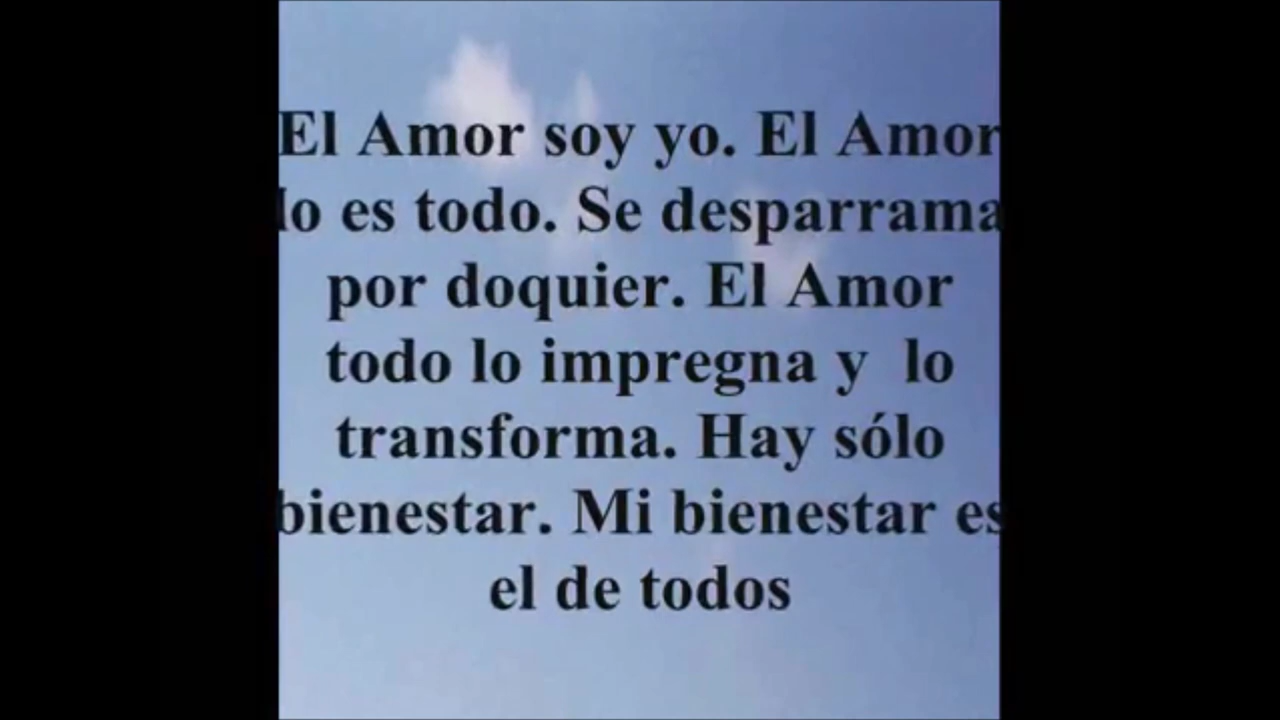 El Amor soy yo. El Amor
lo es todo. Se desparrama
por doquier. El Amor
todo lo impregna y  lo
transforma. Hay sólo
bienestar. Mi bienestar es
el de todos